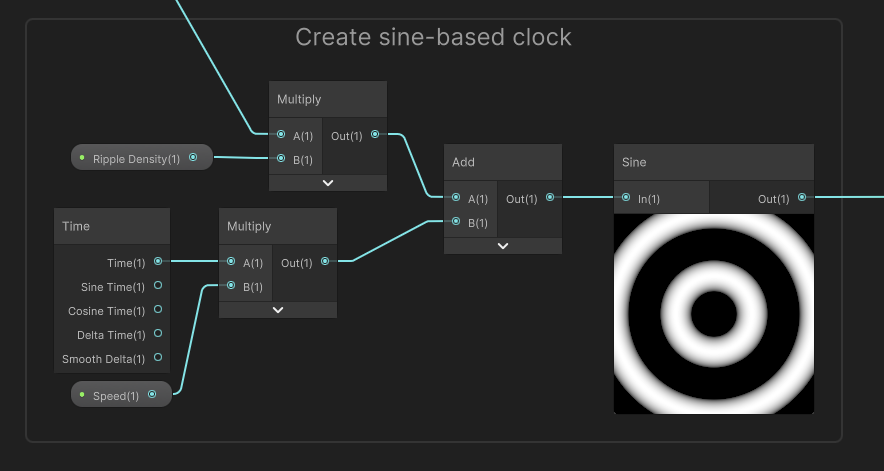 Create sine-based clock
Multiply
A(1) Out(1)
B(1)
Ripple Density(1)
Add
A(1) Out(1)
B(1)
Sine
In(1) Out(1)
Time
Time(1)
Sine Time(1)
Cosine Time(1)
Delta Time(1)
Smooth Delta(1)
Multiply
A(1) Out(1)
B(1)
Speed(1)